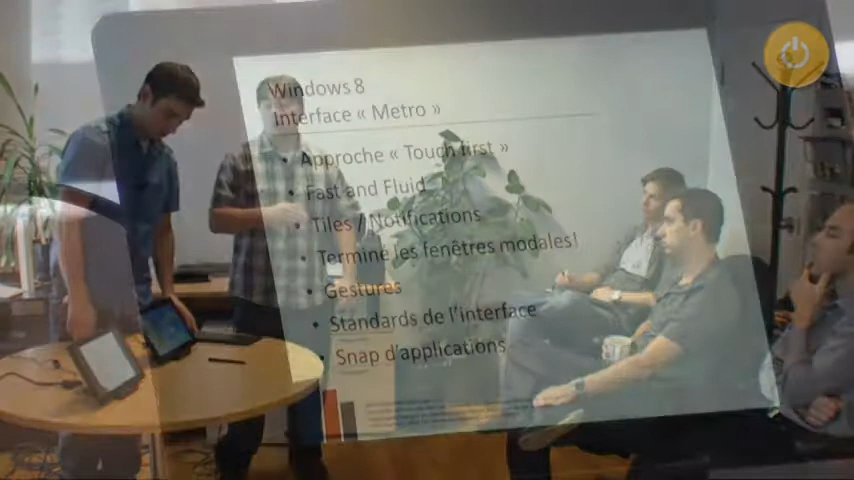 Windows 8
Interface « Metro »
Approche « Touch first »
• Fast and Fluid
• Tiles / Notifications
Terminé les fenêtres modales!
• Gestures
• Standards de l'interface
• Snap d'applications